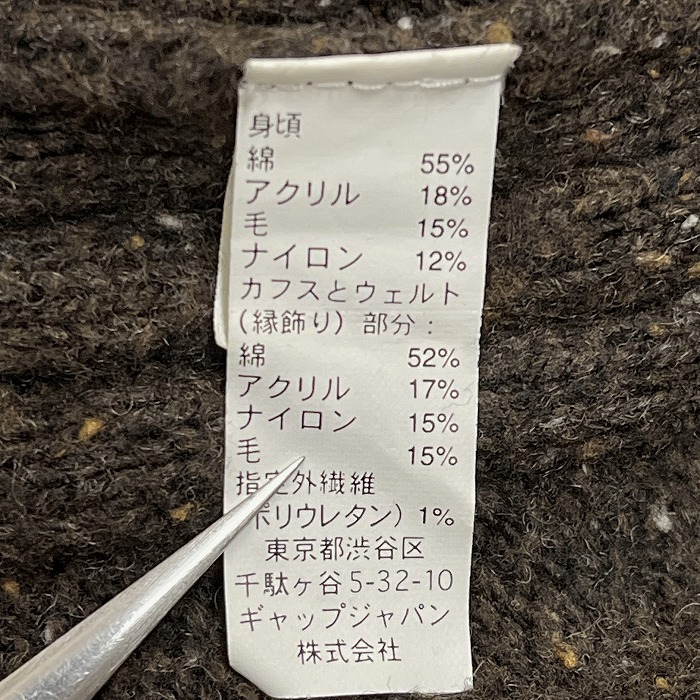 身頃
綿 55%
アクリル 18%
毛 15%
ナイロン 12%
カフスとウェルト
(縁飾り) 部分:
綿 52%
アクリル 17%
ナイロン 15%
毛 15%
指定外繊維
ポリウレタン) 1%
東京都渋谷区
千駄ヶ谷5-32-10
ギャップジャパン
株式会社